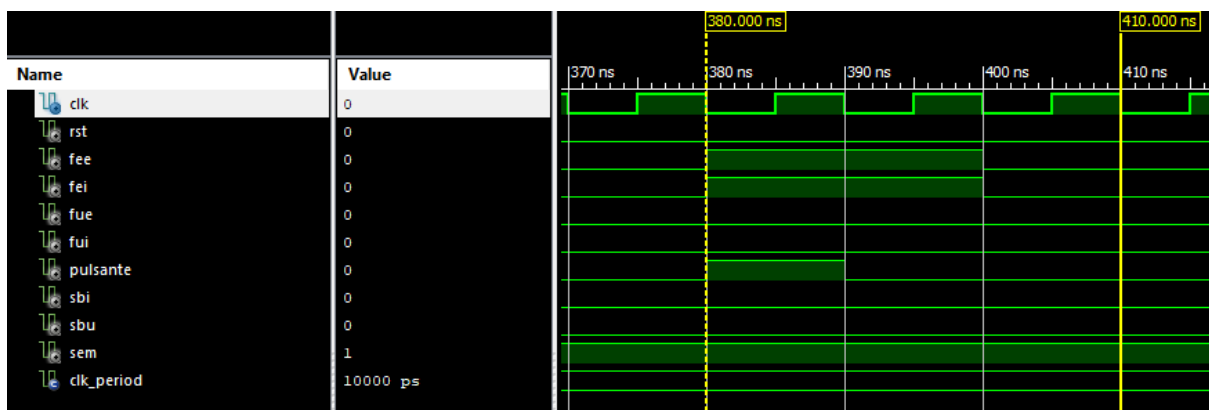 380.000 ns 410.000 ns
Name Value 370 ns 380 ns 390 ns 400 ns 410 ns
clk 0
rst 0
fee 0
fei 0
fue 0
fui 0
pulsante 0
sbi 0
sbu 0
sem 1
clk_period 10000 ps